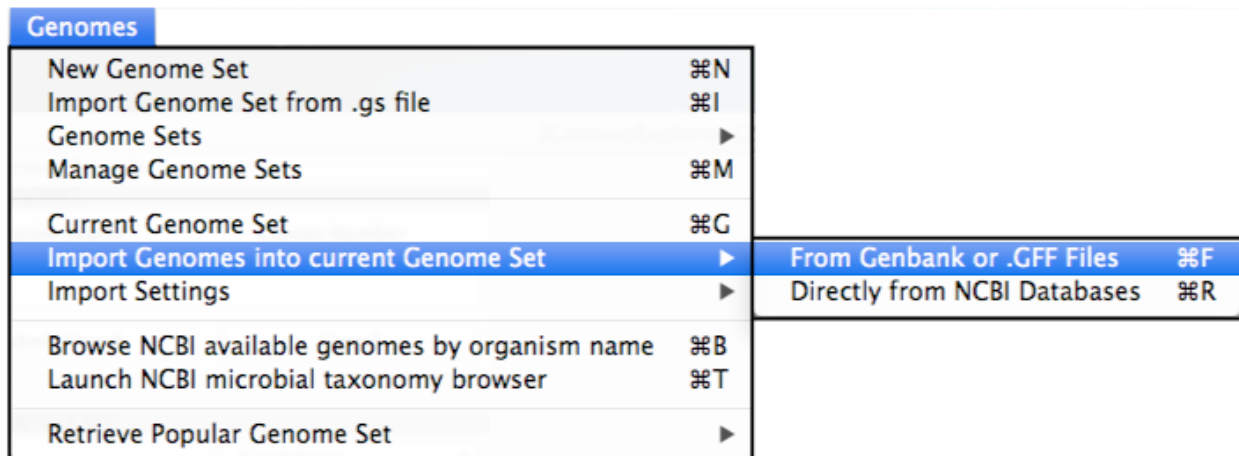 Genomes
New Genome Set ⌘N
Import Genome Set from .gs file ⌘I
Genome Sets ▶
Manage Genome Sets ⌘M
Current Genome Set ⌘G
Import Genomes into current Genome Set ▶
From Genbank or .GFF Files ⌘F
Import Settings ▶
Directly from NCBI Databases ⌘R
Browse NCBI available genomes by organism name ⌘B
Launch NCBI microbial taxonomy browser ⌘T
Retrieve Popular Genome Set ▶